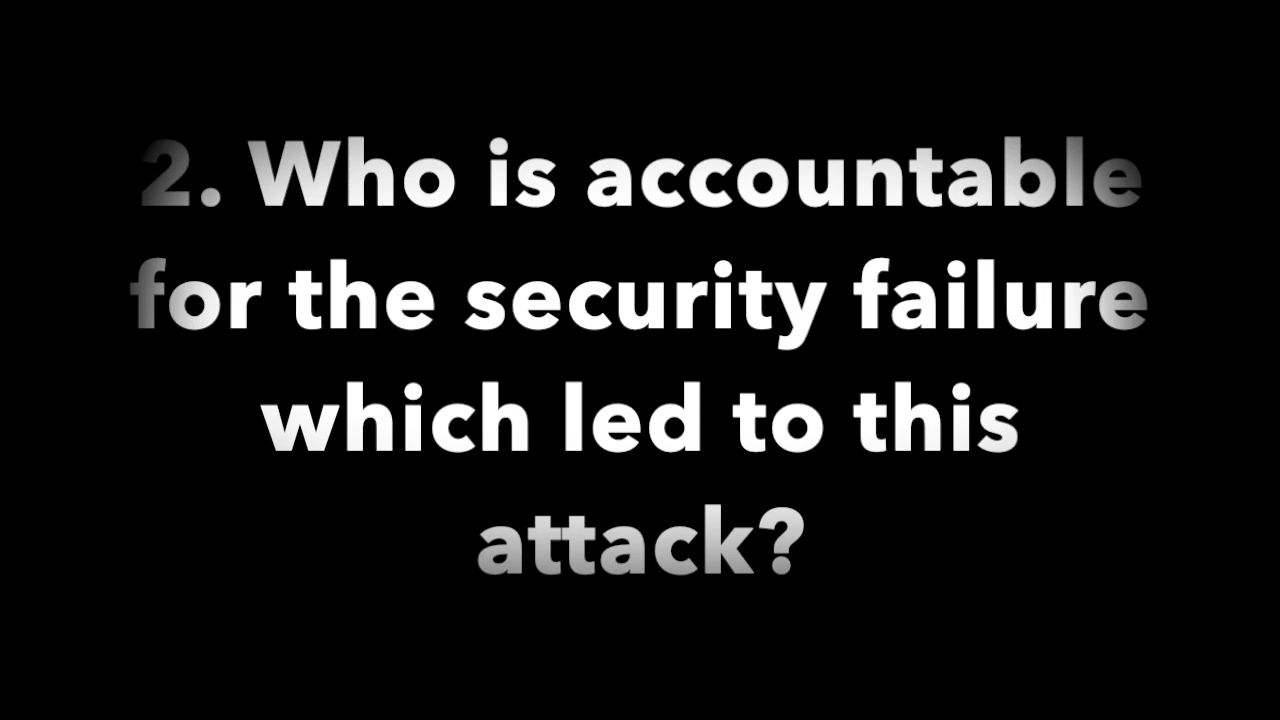 2. Who is accountable
for the security failure
which led to this
attack?